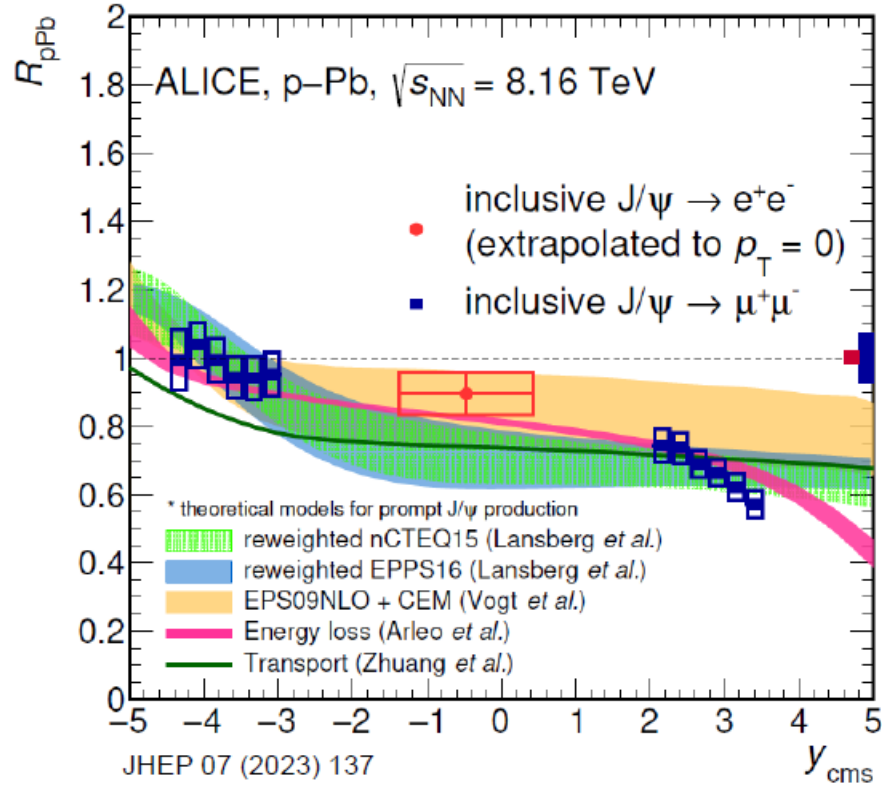 R_pPb
2
1.8
1.6
1.4
1.2
1
0.8
0.6
0.4
0.2
0
ALICE, p–Pb, √s_NN = 8.16 TeV
inclusive J/ψ → e⁺e⁻
(extrapolated to p_T = 0)
inclusive J/ψ → μ⁺μ⁻
* theoretical models for prompt J/ψ production
reweighted nCTEQ15 (Lansberg et al.)
reweighted EPPS16 (Lansberg et al.)
EPS09NLO + CEM (Vogt et al.)
Energy loss (Arleo et al.)
Transport (Zhuang et al.)
−5 −4 −3 −2 −1 0 1 2 3 4 5
y_cms
JHEP 07 (2023) 137